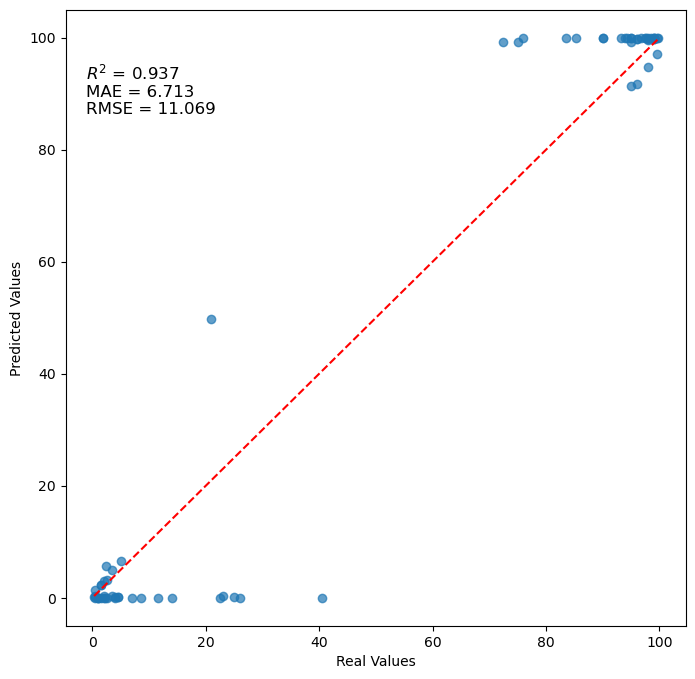 100
R² = 0.937
MAE = 6.713
RMSE = 11.069
80
60
40
20
0
Predicted Values
0 20 40 60 80 100
Real Values